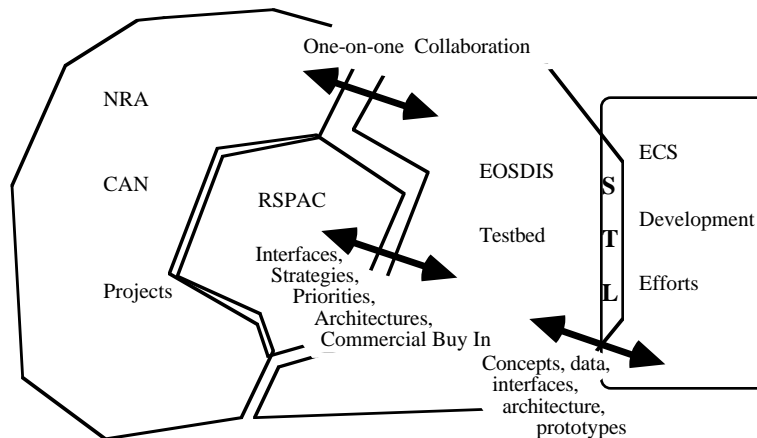 One-on-one Collaboration
NRA
CAN
Projects
RSPAC
Interfaces,
Strategies,
Priorities,
Architectures,
Commercial Buy In
EOSDIS
Testbed
S
T
L
ECS
Development
Efforts
Concepts, data,
interfaces,
architecture,
prototypes